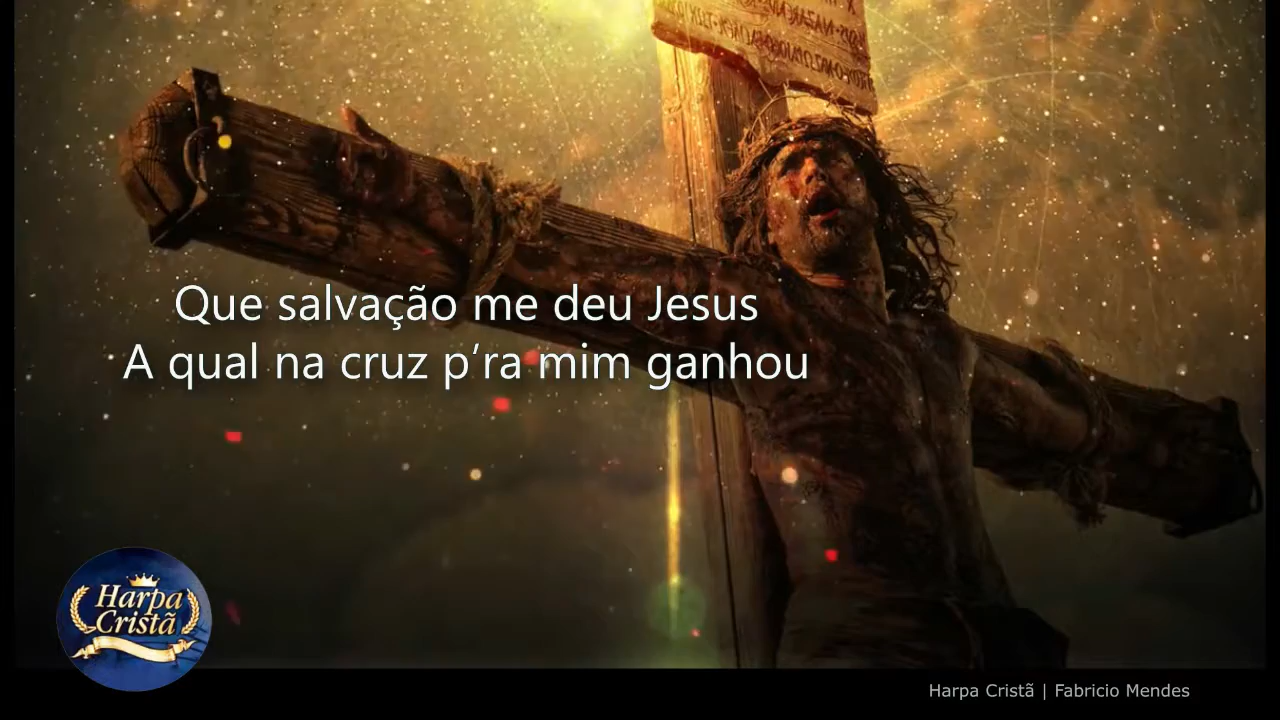 Que salvação me deu Jesus
A qual na cruz p’ra mim ganhou
Harpa
Cristã
Harpa Cristã | Fabricio Mendes